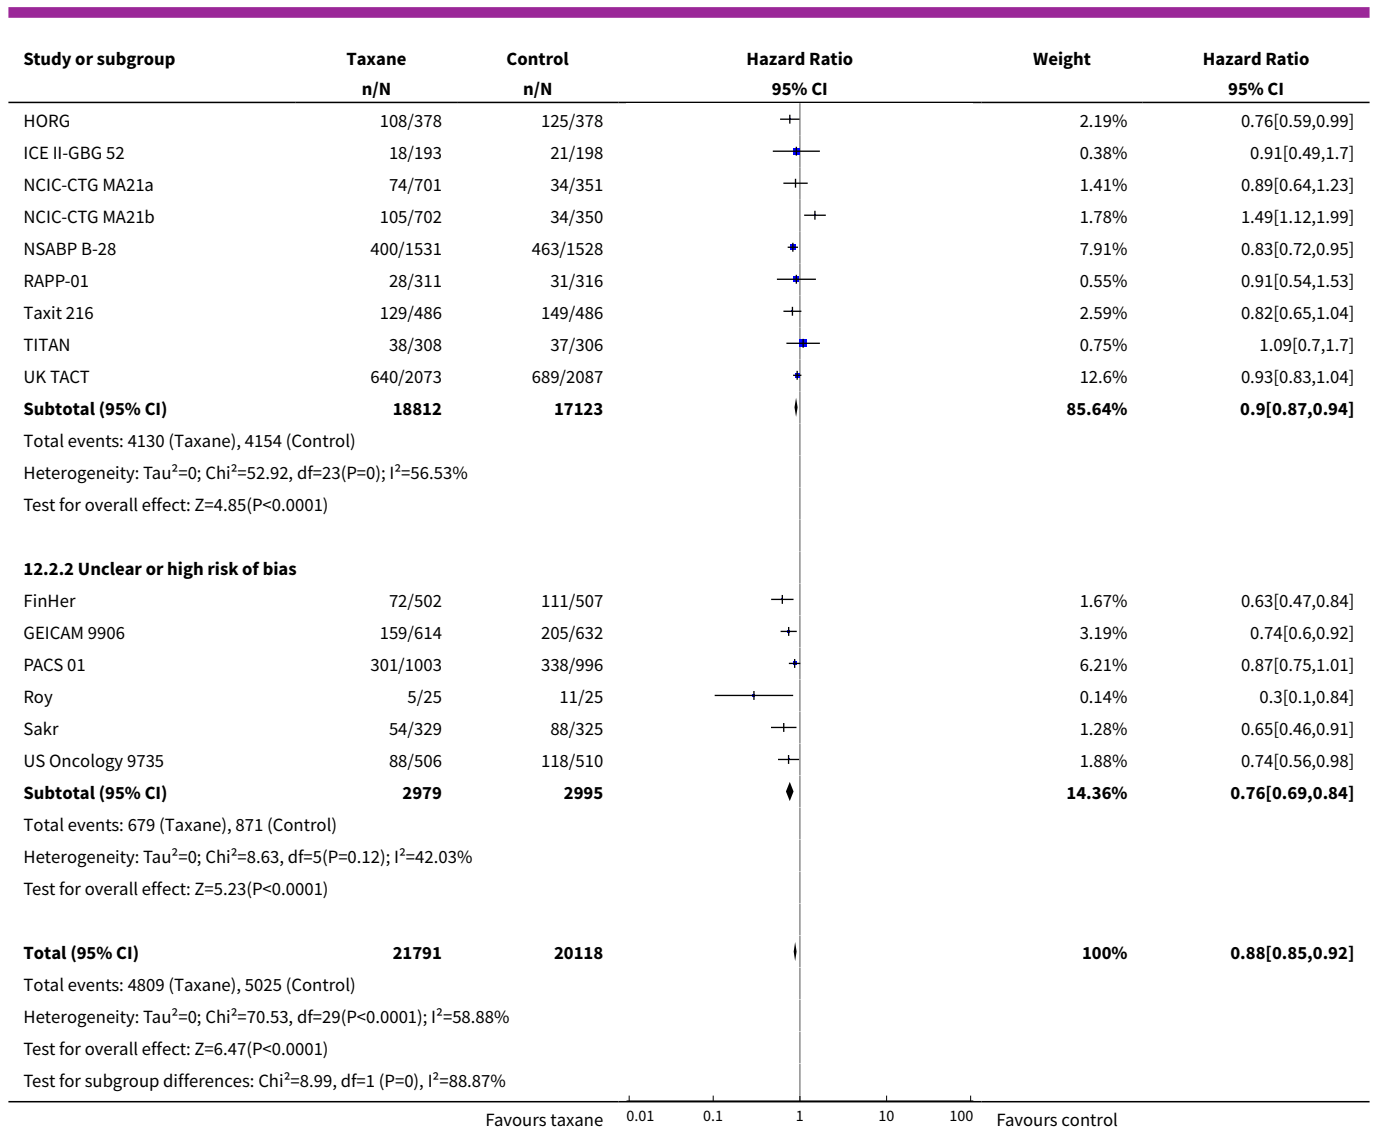 Study or subgroup Taxane Control Hazard Ratio Weight Hazard Ratio
n/N n/N 95% CI 95% CI
HORG 108/378 125/378 2.19% 0.76[0.59,0.99]
ICE II-GBG 52 18/193 21/198 0.38% 0.91[0.49,1.7]
NCIC-CTG MA21a 74/701 34/351 1.41% 0.89[0.64,1.23]
NCIC-CTG MA21b 105/702 34/350 1.78% 1.49[1.12,1.99]
NSABP B-28 400/1531 463/1528 7.91% 0.83[0.72,0.95]
RAPP-01 28/311 31/316 0.55% 0.91[0.54,1.53]
Taxit 216 129/486 149/486 2.59% 0.82[0.65,1.04]
TITAN 38/308 37/306 0.75% 1.09[0.7,1.7]
UK TACT 640/2073 689/2087 12.6% 0.93[0.83,1.04]
Subtotal (95% CI) 18812 17123 85.64% 0.9[0.87,0.94]
Total events: 4130 (Taxane), 4154 (Control)
Heterogeneity: Tau²=0; Chi²=52.92, df=23(P=0); I²=56.53%
Test for overall effect: Z=4.85(P<0.0001)
12.2.2 Unclear or high risk of bias
FinHer 72/502 111/507 1.67% 0.63[0.47,0.84]
GEICAM 9906 159/614 205/632 3.19% 0.74[0.6,0.92]
PACS 01 301/1003 338/996 6.21% 0.87[0.75,1.01]
Roy 5/25 11/25 0.14% 0.3[0.1,0.84]
Sakr 54/329 88/325 1.28% 0.65[0.46,0.91]
US Oncology 9735 88/506 118/510 1.88% 0.74[0.56,0.98]
Subtotal (95% CI) 2979 2995 14.36% 0.76[0.69,0.84]
Total events: 679 (Taxane), 871 (Control)
Heterogeneity: Tau²=0; Chi²=8.63, df=5(P=0.12); I²=42.03%
Test for overall effect: Z=5.23(P<0.0001)
Total (95% CI) 21791 20118 100% 0.88[0.85,0.92]
Total events: 4809 (Taxane), 5025 (Control)
Heterogeneity: Tau²=0; Chi²=70.53, df=29(P<0.0001); I²=58.88%
Test for overall effect: Z=6.47(P<0.0001)
Test for subgroup differences: Chi²=8.99, df=1 (P=0), I²=88.87%
Favours taxane 0.01 0.1 1 10 100 Favours control